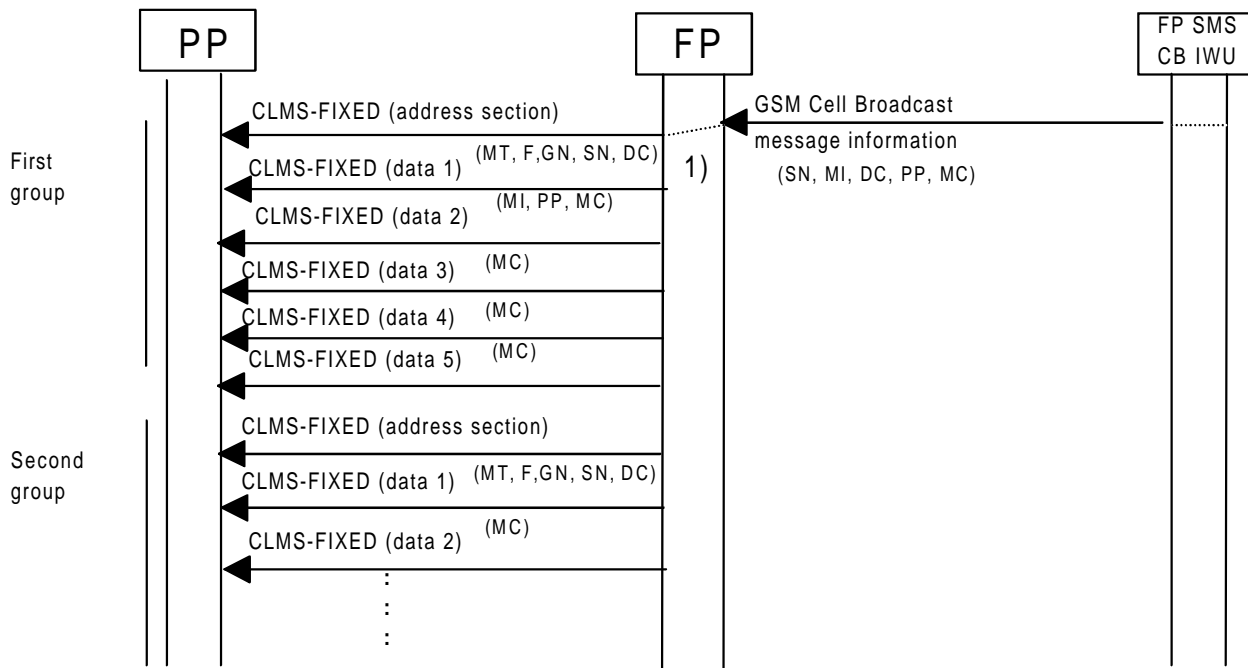 PP
FP
FP SMS
CB IWU
CLMS-FIXED (address section)
GSM Cell Broadcast
message information
(SN, MI, DC, PP, MC)
1)
First
group
(MT, F,GN, SN, DC)
CLMS-FIXED (data 1)
(MI, PP, MC)
CLMS-FIXED (data 2)
(MC)
CLMS-FIXED (data 3)
(MC)
CLMS-FIXED (data 4)
(MC)
CLMS-FIXED (data 5)
Second
group
CLMS-FIXED (address section)
(MT, F,GN, SN, DC)
CLMS-FIXED (data 1)
(MC)
CLMS-FIXED (data 2)
:
:
: